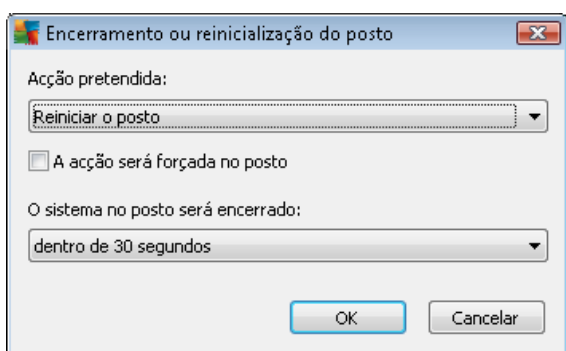 Encerramento ou reinicialização do posto
Acção pretendida:
Reiniciar o posto
A acção será forçada no posto
O sistema no posto será encerrado:
dentro de 30 segundos
OK
Cancelar